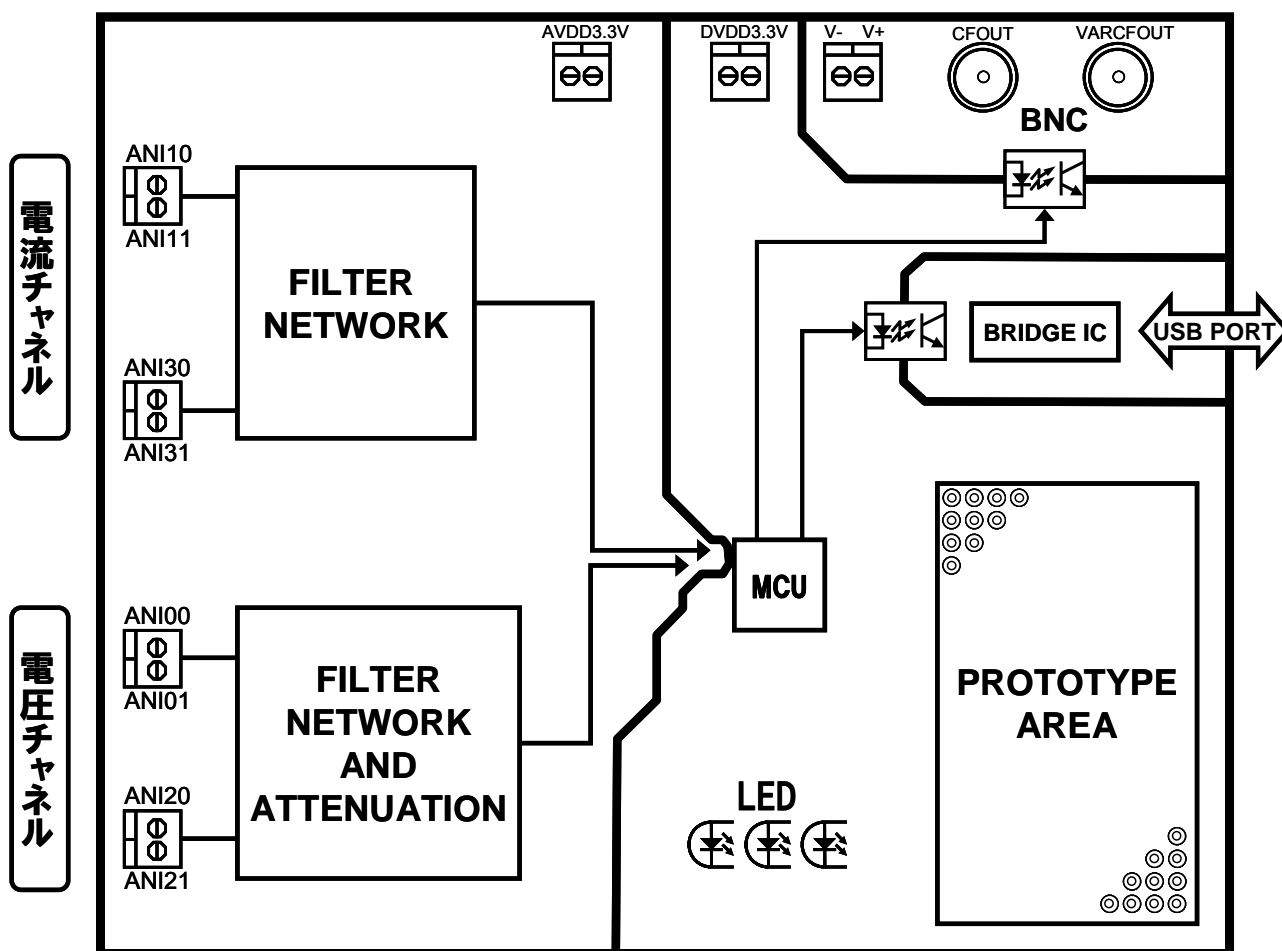 AVDD3.3V
DVDD3.3V
V- V+
CFOUT
VARCFOUT
BNC
電流チャネル
ANI10
ANI11
FILTER
NETWORK
ANI30
ANI31
BRIDGE IC
USB PORT
MCU
電圧チャネル
ANI00
ANI01
FILTER
NETWORK
AND
ATTENUATION
ANI20
ANI21
PROTOTYPE
AREA
LED